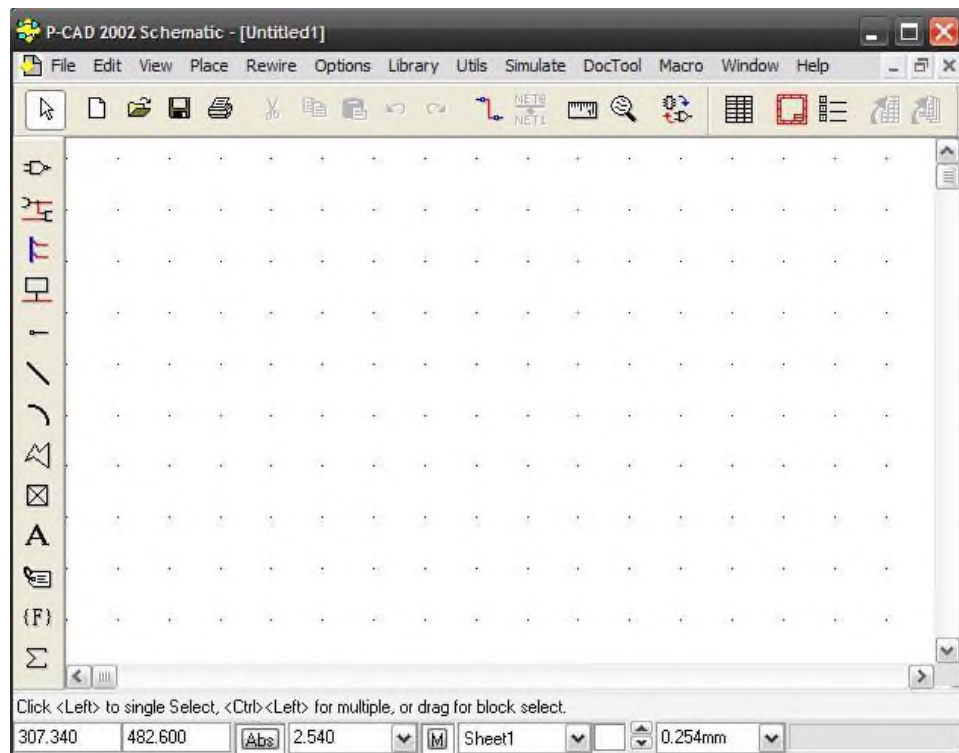 P-CAD 2002 Schematic - [Untitled1]
File Edit View Place Rewire Options Library Utils Simulate DocTool Macro Window Help
NET0
NET1
A
{F}
Σ
Click <Left> to single Select, <Ctrl><Left> for multiple, or drag for block select.
307.340 482.600 Abs 2.540 M Sheet1 0.254mm